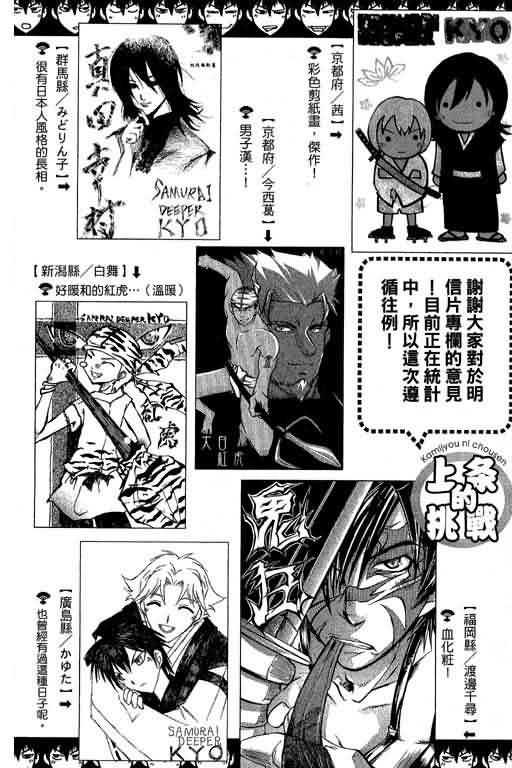 KYO
【京都府／茜】
彩色剪紙畫，傑作！
【京都府／今西葛】
男子漢…！
真田幸村
SAMURAI
DEEPER
KYO
【群馬縣／みどりん子】
很有日本人風格的長相。
謝謝大家對於明
信片專欄的意見
！目前正在統計
中，所以這次遵
循往例！
Kamijyou ni chousen
上条的挑戰
【新潟縣／白舞】
好暖和的紅虎…（溫暖）
SAMURAI DEEPER KYO
紅虎
大白紅虎
鬼目
【福岡縣／渡邊千尋】
血化粧！
【廣島縣／かゆた】
也曾經有過這種日子呢。
SAMORAI
DEEPER
KYO